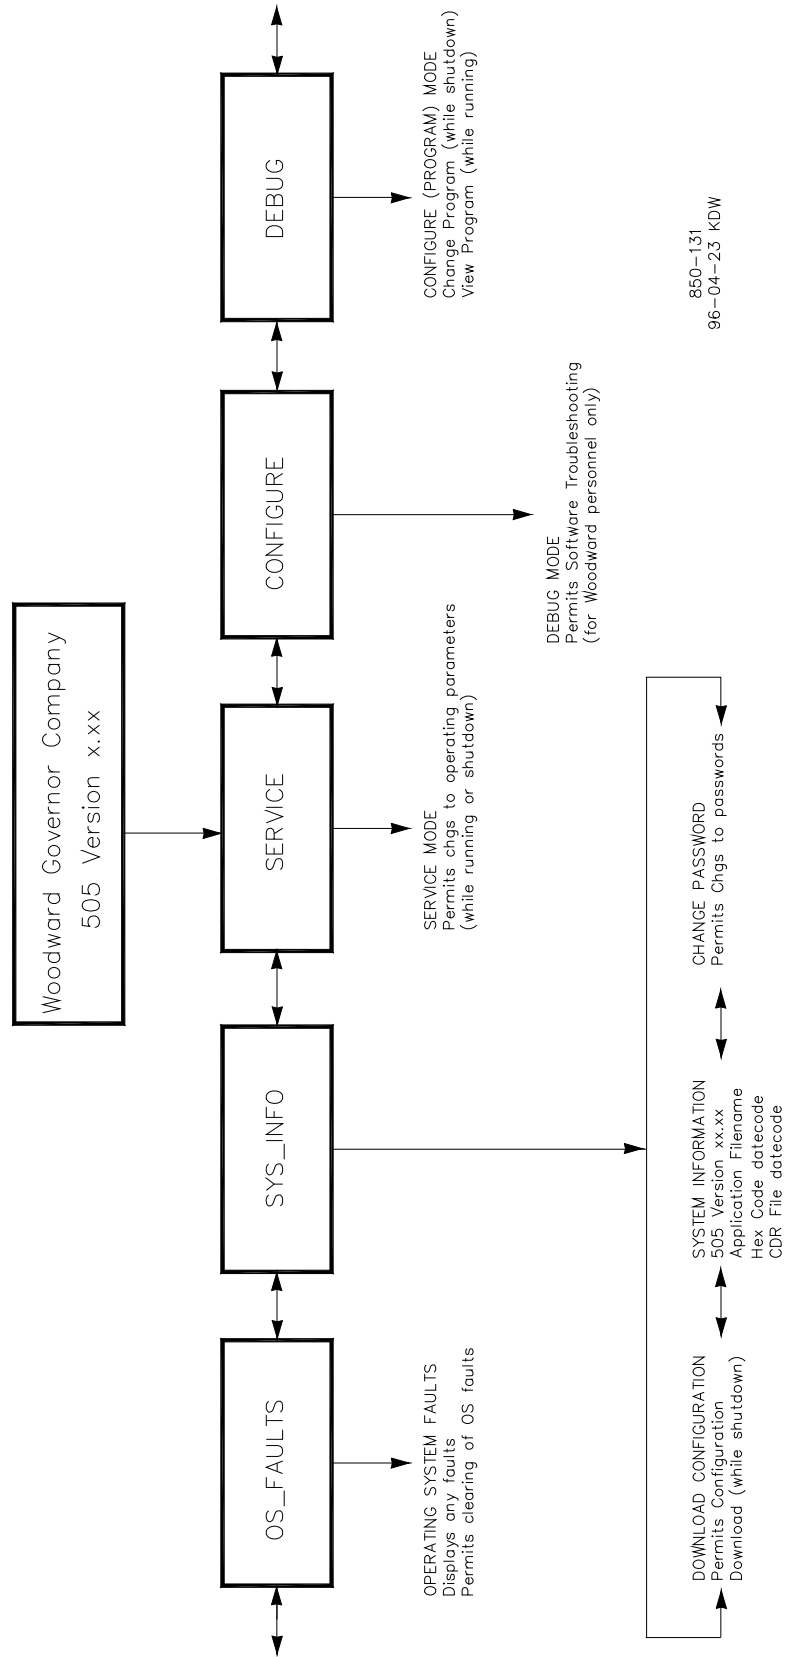 Woodward Governor Company
505 Version x.xx
OS_FAULTS
SYS_INFO
SERVICE
CONFIGURE
DEBUG
OPERATING SYSTEM FAULTS
Displays any faults
Permits clearing of OS faults
SERVICE MODE
Permits chgs to operating parameters
(while running or shutdown)
CONFIGURE (PROGRAM) MODE
Change Program (while shutdown)
View Program (while running)
DEBUG MODE
Permits Software Troubleshooting
(for Woodward personnel only)
DOWNLOAD CONFIGURATION
Permits Configuration
Download (while shutdown)
SYSTEM INFORMATION
505 Version xx.xx
Application Filename
Hex Code datecode
CDR File datecode
CHANGE PASSWORD
Permits Chgs to passwords
850-131
96-04-23 KDW